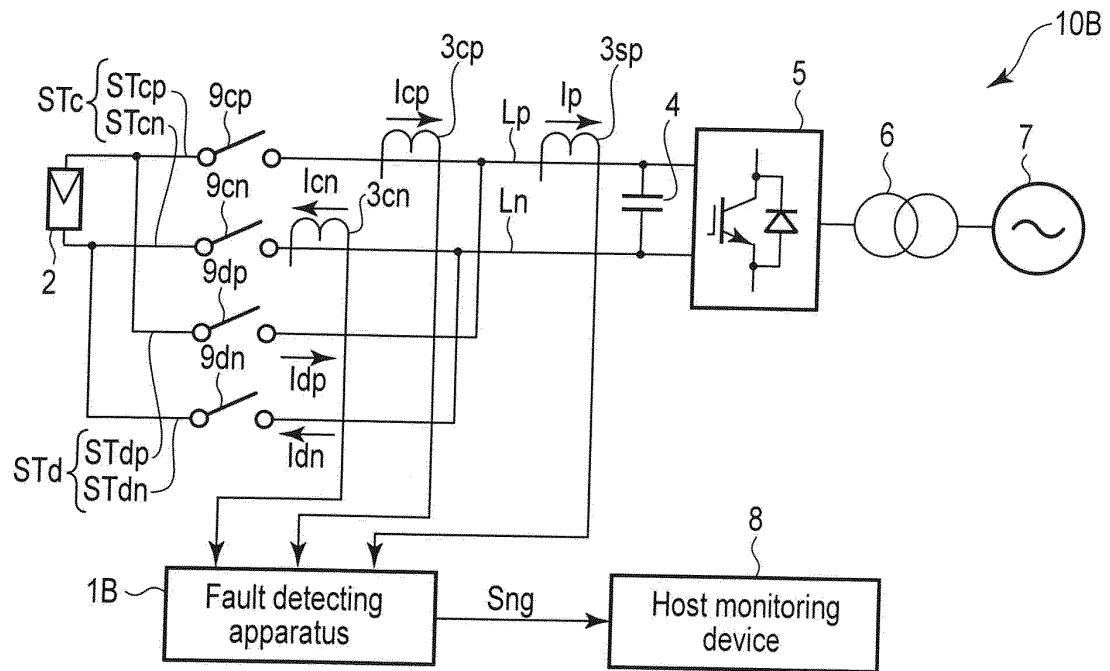 10B
3cp
3sp
STc
STcp
STcn
9cp
Icp
Ip
Lp
4
5
6
7
9cn
Icn
3cn
Ln
2
9dp
9dn
Idp
Idn
STd
STdp
STdn
1B
Fault detecting
apparatus
Sng
8
Host monitoring
device